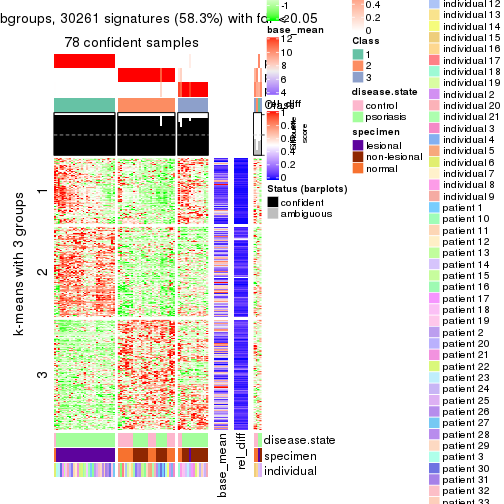 bgroups, 30261 signatures (58.3%) with fdr < 0.05
78 confident samples
k-means with 3 groups
1
2
3
base_mean
rel_diff
disease.state
specimen
individual
-1
-2
base_mean
12
10
8
6
4
rel_diff
1
0.8
0.6
0.4
0.2
0
Silhouette
score
Status (barplots)
confident
ambiguous
0.4
0.2
0
Class
1
2
3
disease.state
control
psoriasis
specimen
lesional
non-lesional
normal
individual 12
individual 13
individual 14
individual 15
individual 16
individual 17
individual 18
individual 19
individual 2
individual 20
individual 21
individual 3
individual 4
individual 5
individual 6
individual 7
individual 8
individual 9
patient 1
patient 10
patient 11
patient 12
patient 13
patient 14
patient 15
patient 16
patient 17
patient 18
patient 19
patient 2
patient 20
patient 21
patient 22
patient 23
patient 24
patient 25
patient 26
patient 27
patient 28
patient 29
patient 3
patient 30
patient 31
patient 32
patient 33